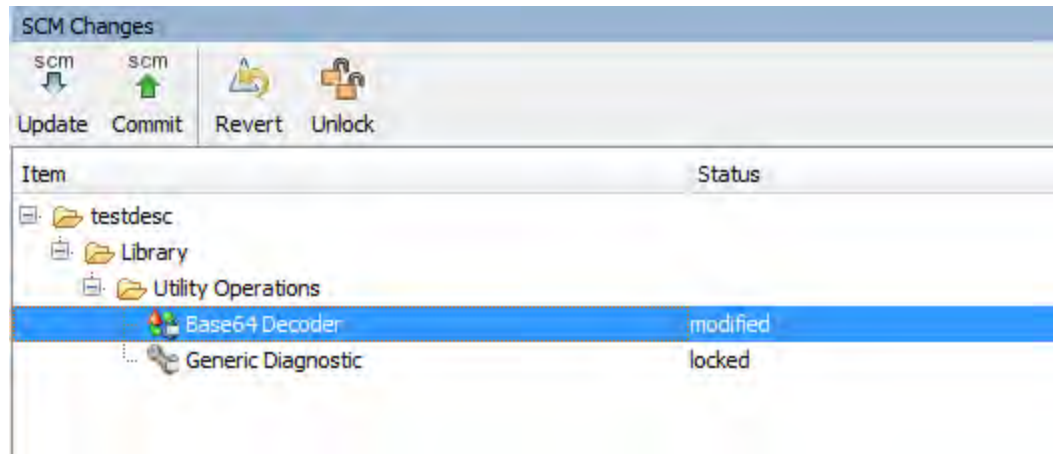 SCM Changes
scm scm
Update Commit Revert Unlock
Item Status
testdesc
Library
Utility Operations
Base64 Decoder modified
Generic Diagnostic locked